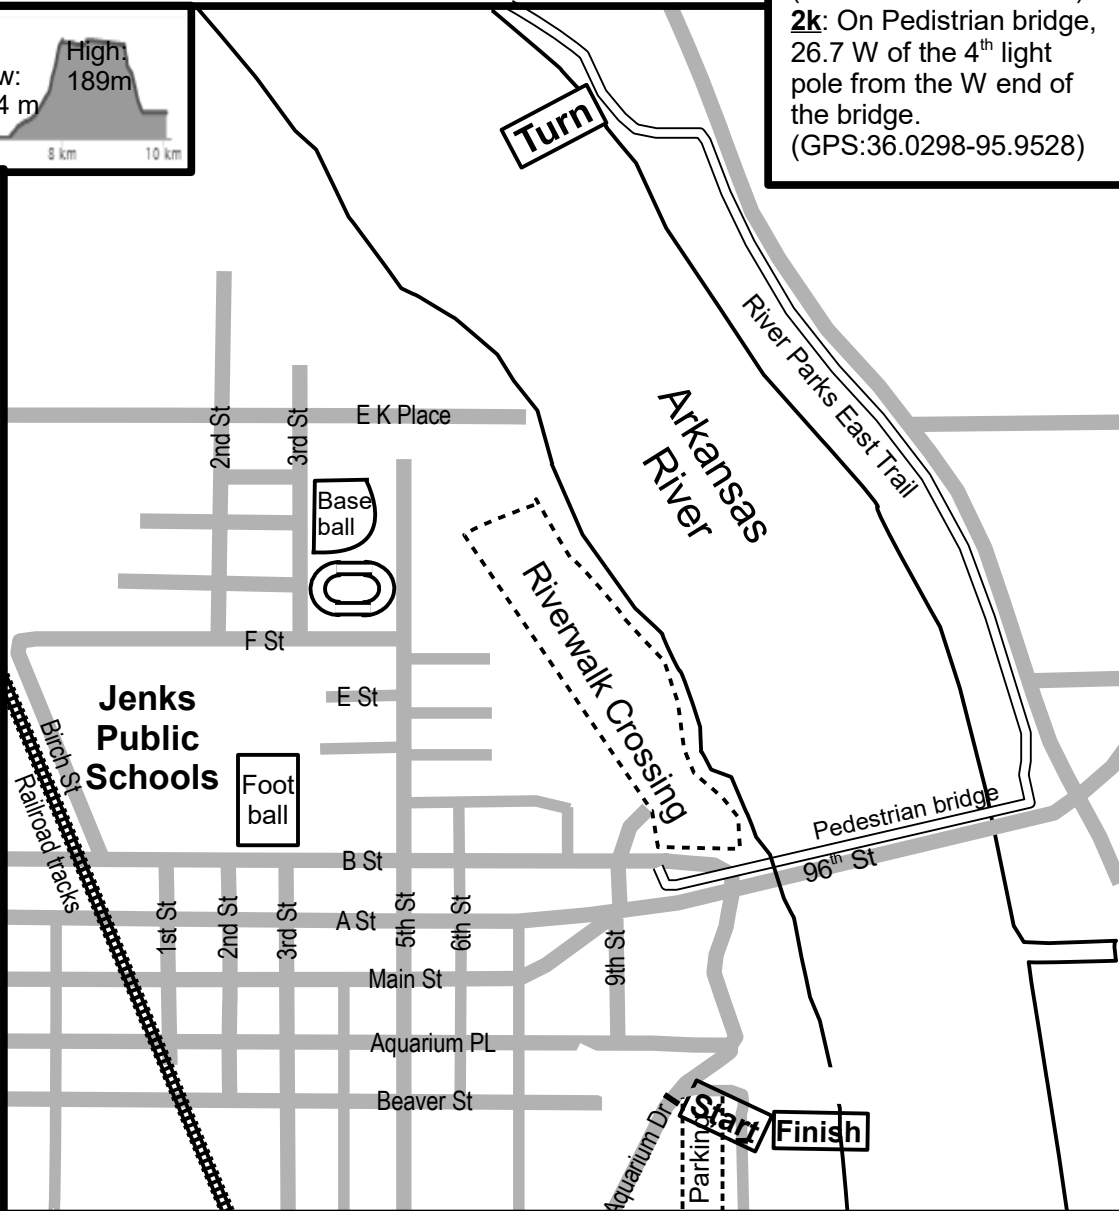 High:
189m
w:
4 m
8 km
10 km
2k: On Pedistrian bridge,
26.7 W of the 4th light
pole from the W end of
the bridge.
(GPS:36.0298-95.9528)
Turn
River Parks East Trail
Arkansas
River
2nd St
3rd St
E K Place
Base
ball
Riverwalk Crossing
F St
E St
Jenks
Public
Schools
Birch St
Railroad tracks
Foot
ball
Pedestrian bridge
96th St
B St
1st St
2nd St
3rd St
A St
5th St
6th St
9th St
Main St
Aquarium PL
Beaver St
Aquarium Dr
Start
Finish
Parking